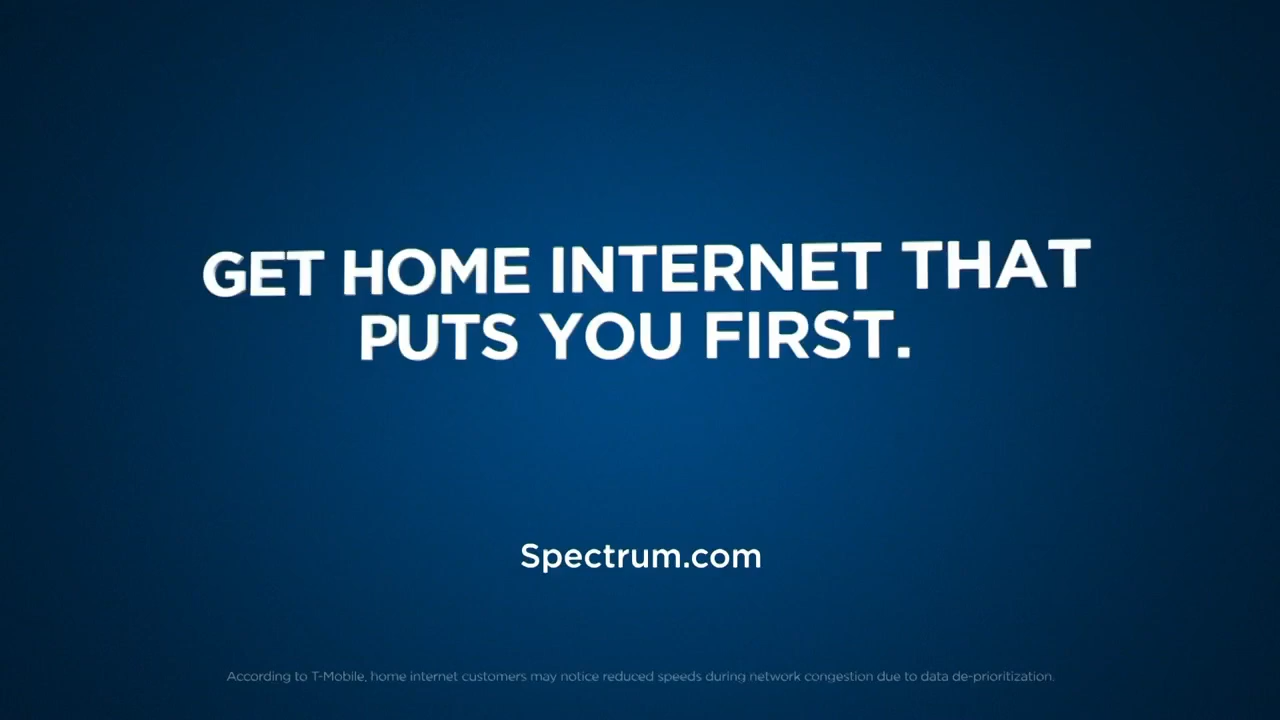 GET HOME INTERNET THAT
PUTS YOU FIRST.
Spectrum.com
According to T-Mobile, home internet customers may notice reduced speeds during network congestion due to data de-prioritization.